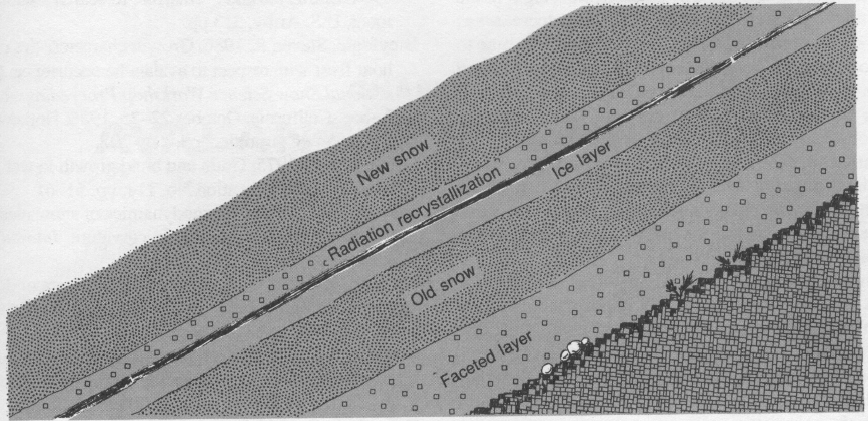 New snow
Radiation recrystallization
Ice layer
Old snow
Faceted layer